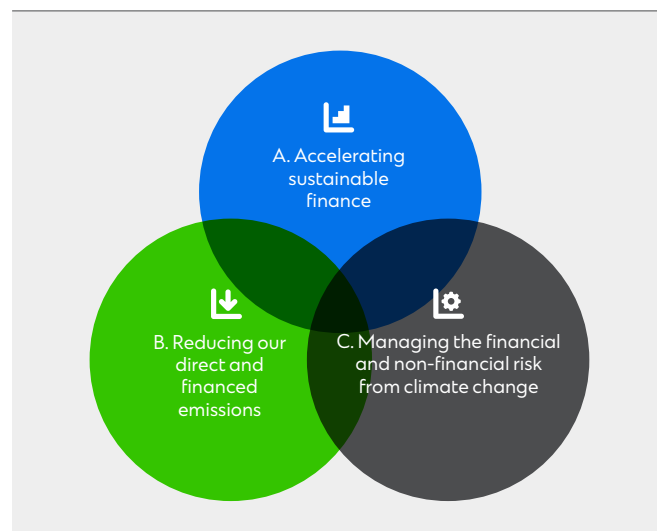 A. Accelerating
sustainable
finance
B. Reducing our
direct and
financed
emissions
C. Managing the financial
and non-financial risk
from climate change